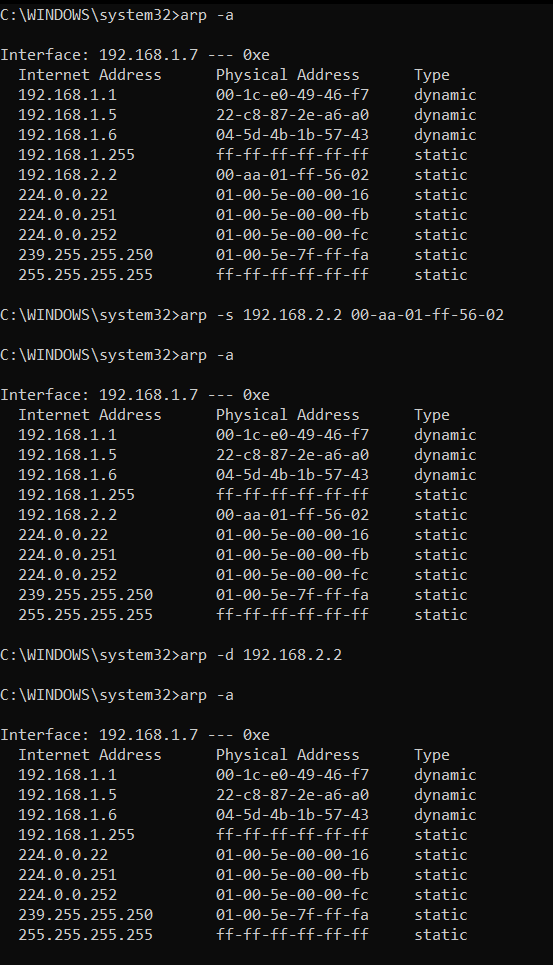 C:\WINDOWS\system32>arp -a
Interface: 192.168.1.7 --- 0xe
Internet Address Physical Address Type
192.168.1.1 00-1c-e0-49-46-f7 dynamic
192.168.1.5 22-c8-87-2e-a6-a0 dynamic
192.168.1.6 04-5d-4b-1b-57-43 dynamic
192.168.1.255 ff-ff-ff-ff-ff-ff static
192.168.2.2 00-aa-01-ff-56-02 static
224.0.0.22 01-00-5e-00-00-16 static
224.0.0.251 01-00-5e-00-00-fb static
224.0.0.252 01-00-5e-00-00-fc static
239.255.255.250 01-00-5e-7f-ff-fa static
255.255.255.255 ff-ff-ff-ff-ff-ff static
C:\WINDOWS\system32>arp -s 192.168.2.2 00-aa-01-ff-56-02
C:\WINDOWS\system32>arp -a
Interface: 192.168.1.7 --- 0xe
Internet Address Physical Address Type
192.168.1.1 00-1c-e0-49-46-f7 dynamic
192.168.1.5 22-c8-87-2e-a6-a0 dynamic
192.168.1.6 04-5d-4b-1b-57-43 dynamic
192.168.1.255 ff-ff-ff-ff-ff-ff static
192.168.2.2 00-aa-01-ff-56-02 static
224.0.0.22 01-00-5e-00-00-16 static
224.0.0.251 01-00-5e-00-00-fb static
224.0.0.252 01-00-5e-00-00-fc static
239.255.255.250 01-00-5e-7f-ff-fa static
255.255.255.255 ff-ff-ff-ff-ff-ff static
C:\WINDOWS\system32>arp -d 192.168.2.2
C:\WINDOWS\system32>arp -a
Interface: 192.168.1.7 --- 0xe
Internet Address Physical Address Type
192.168.1.1 00-1c-e0-49-46-f7 dynamic
192.168.1.5 22-c8-87-2e-a6-a0 dynamic
192.168.1.6 04-5d-4b-1b-57-43 dynamic
192.168.1.255 ff-ff-ff-ff-ff-ff static
224.0.0.22 01-00-5e-00-00-16 static
224.0.0.251 01-00-5e-00-00-fb static
224.0.0.252 01-00-5e-00-00-fc static
239.255.255.250 01-00-5e-7f-ff-fa static
255.255.255.255 ff-ff-ff-ff-ff-ff static